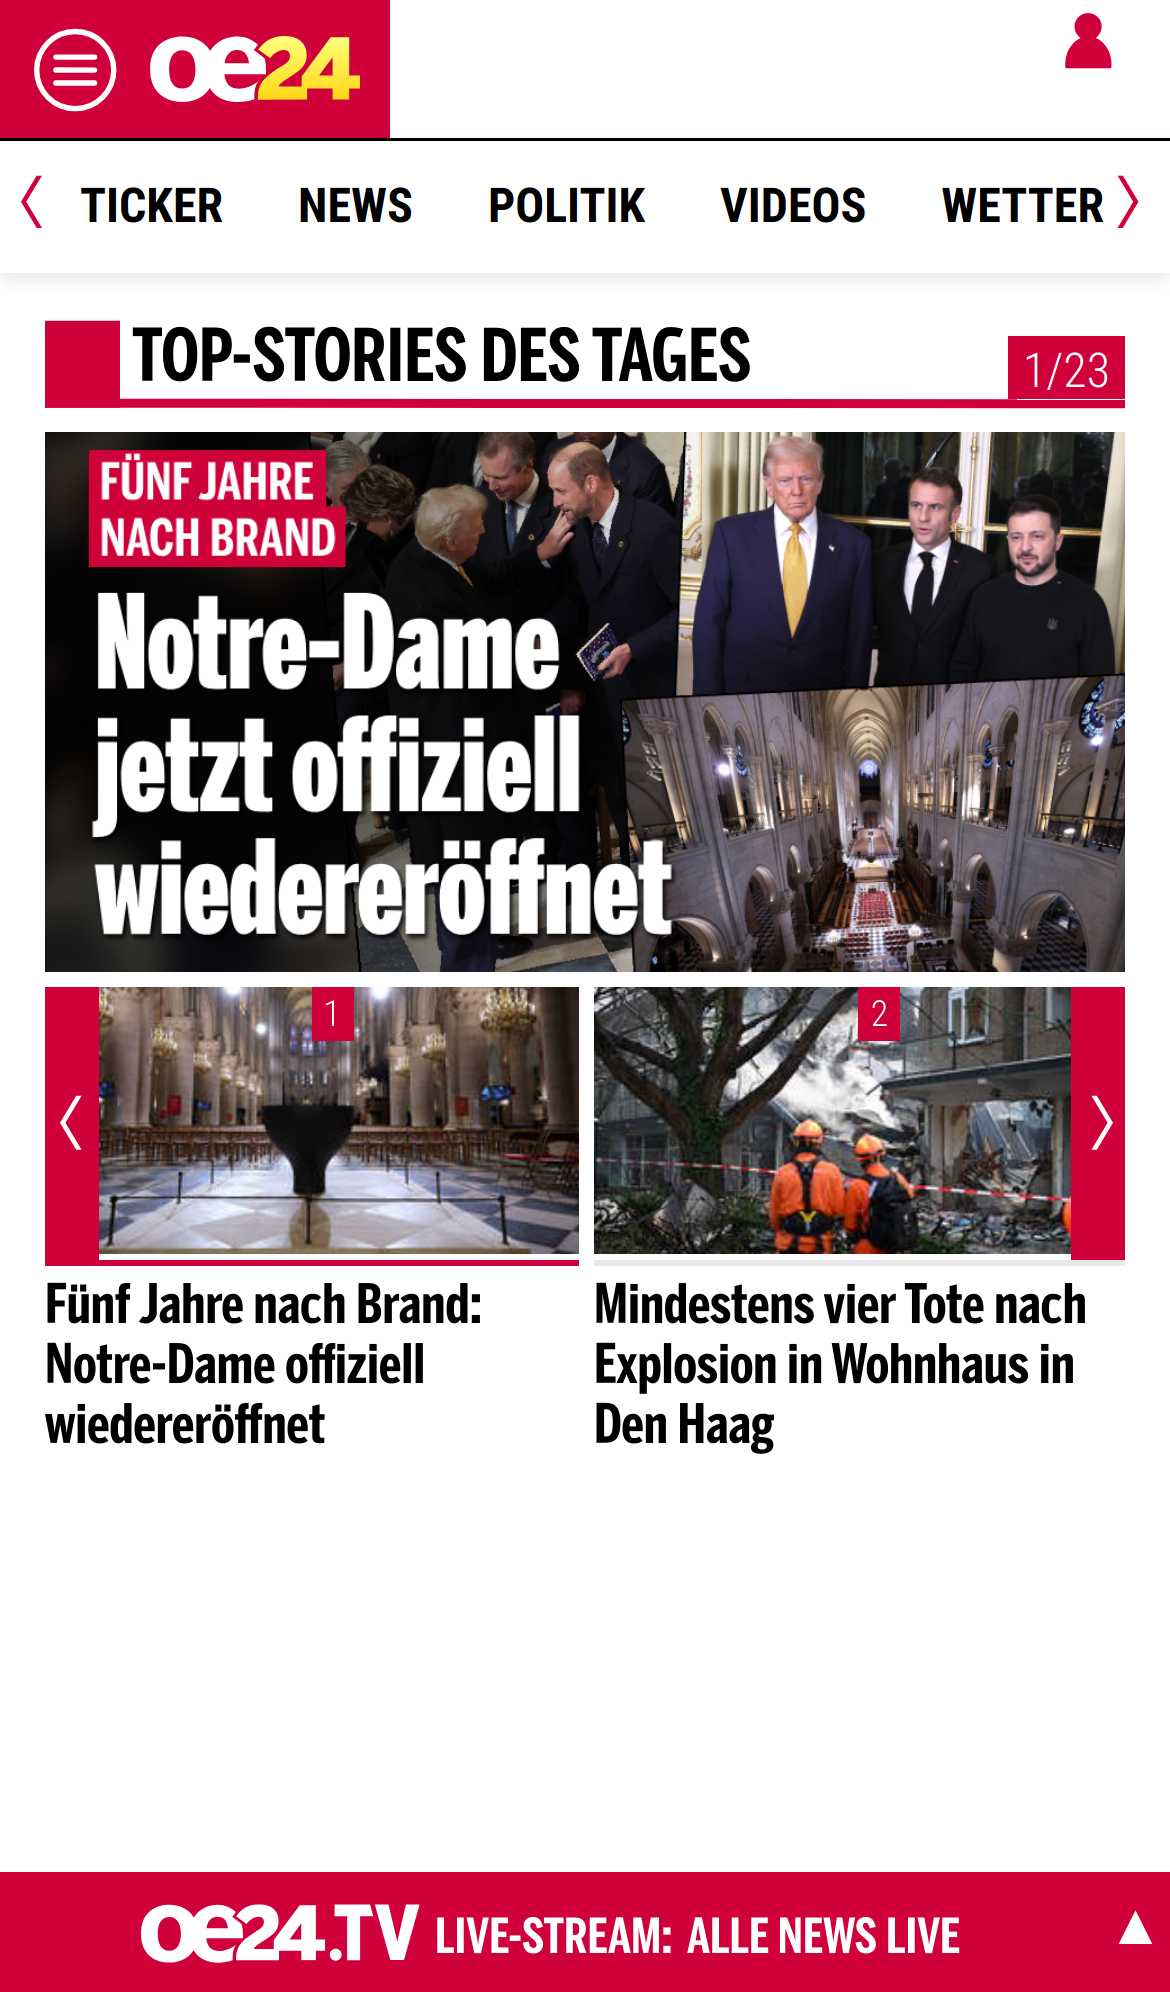 oe24
TICKER NEWS POLITIK VIDEOS WETTER
TOP-STORIES DES TAGES
1/23
FÜNF JAHRE
NACH BRAND
Notre-Dame
jetzt offiziell
wiedereröffnet
1
2
Fünf Jahre nach Brand:
Notre-Dame offiziell
wiedereröffnet
Mindestens vier Tote nach
Explosion in Wohnhaus in
Den Haag
oe24.TV LIVE-STREAM: ALLE NEWS LIVE